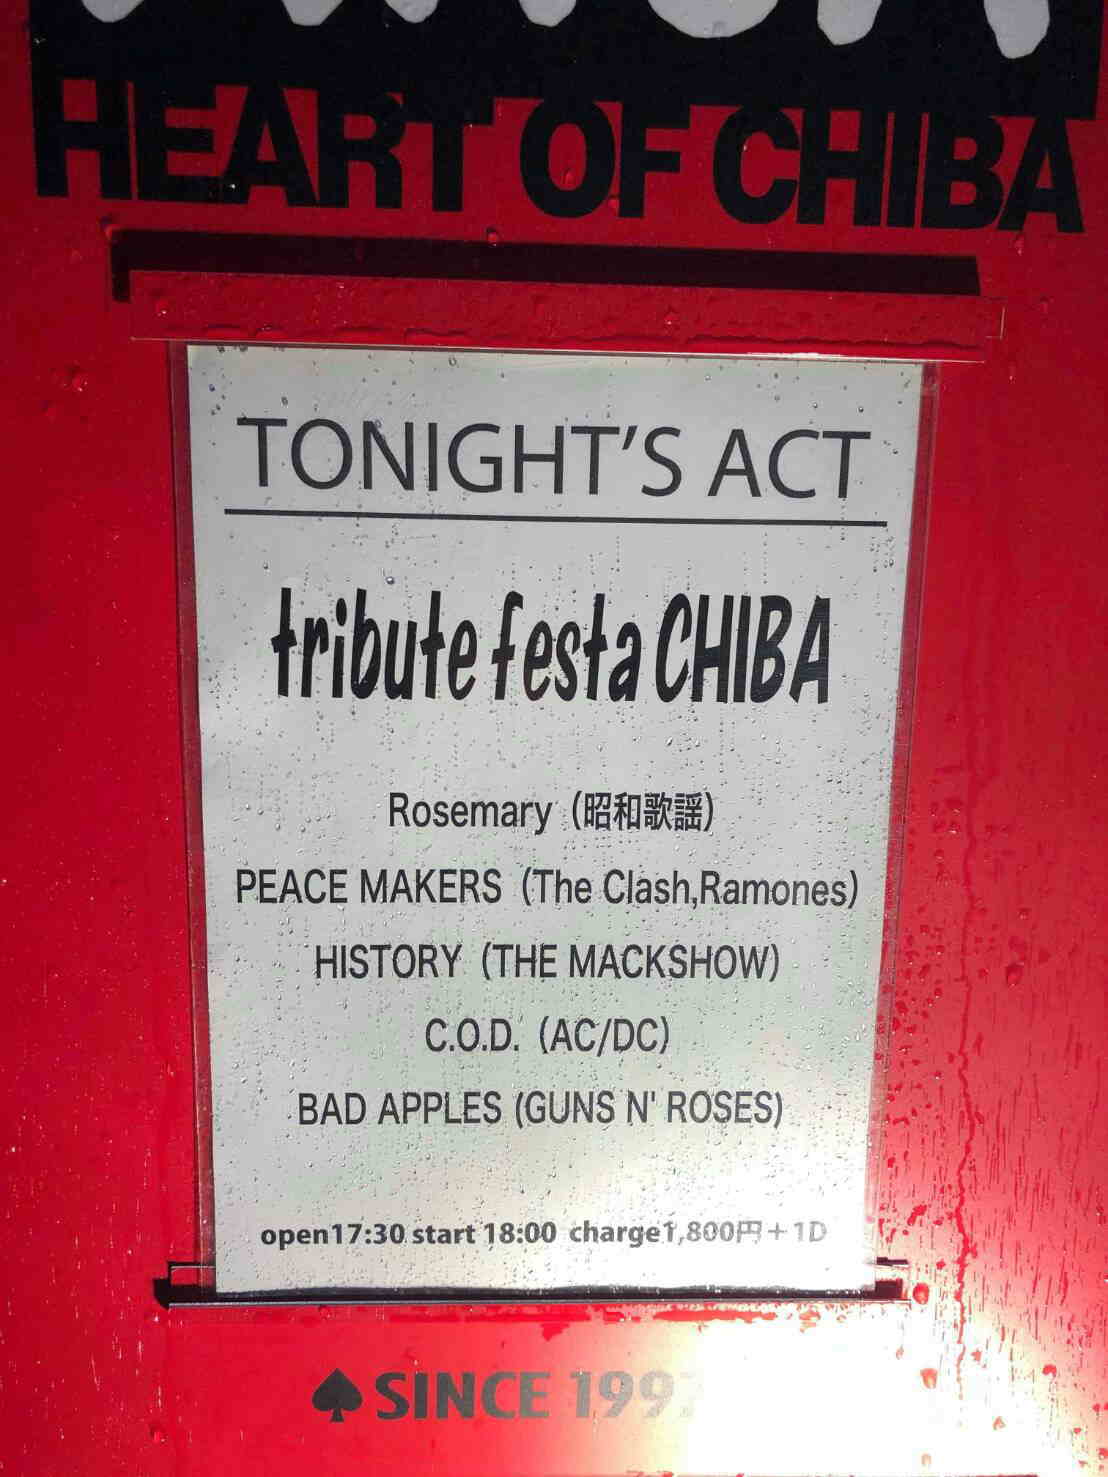 HEART OF CHIBA
TONIGHT'S ACT
tribute festa CHIBA
Rosemary（昭和歌謡）
PEACE MAKERS（The Clash,Ramones）
HISTORY（THE MACKSHOW）
C.O.D.（AC/DC）
BAD APPLES (GUNS N' ROSES)
open17:30 start 18:00 charge1,800円＋1D
♠SINCE 1997